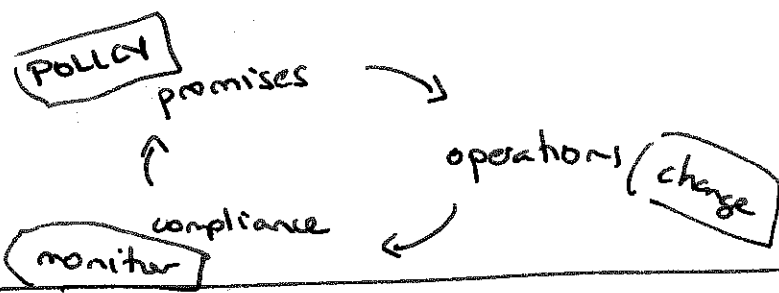 POLICY
promises
operations
change
compliance
monitor